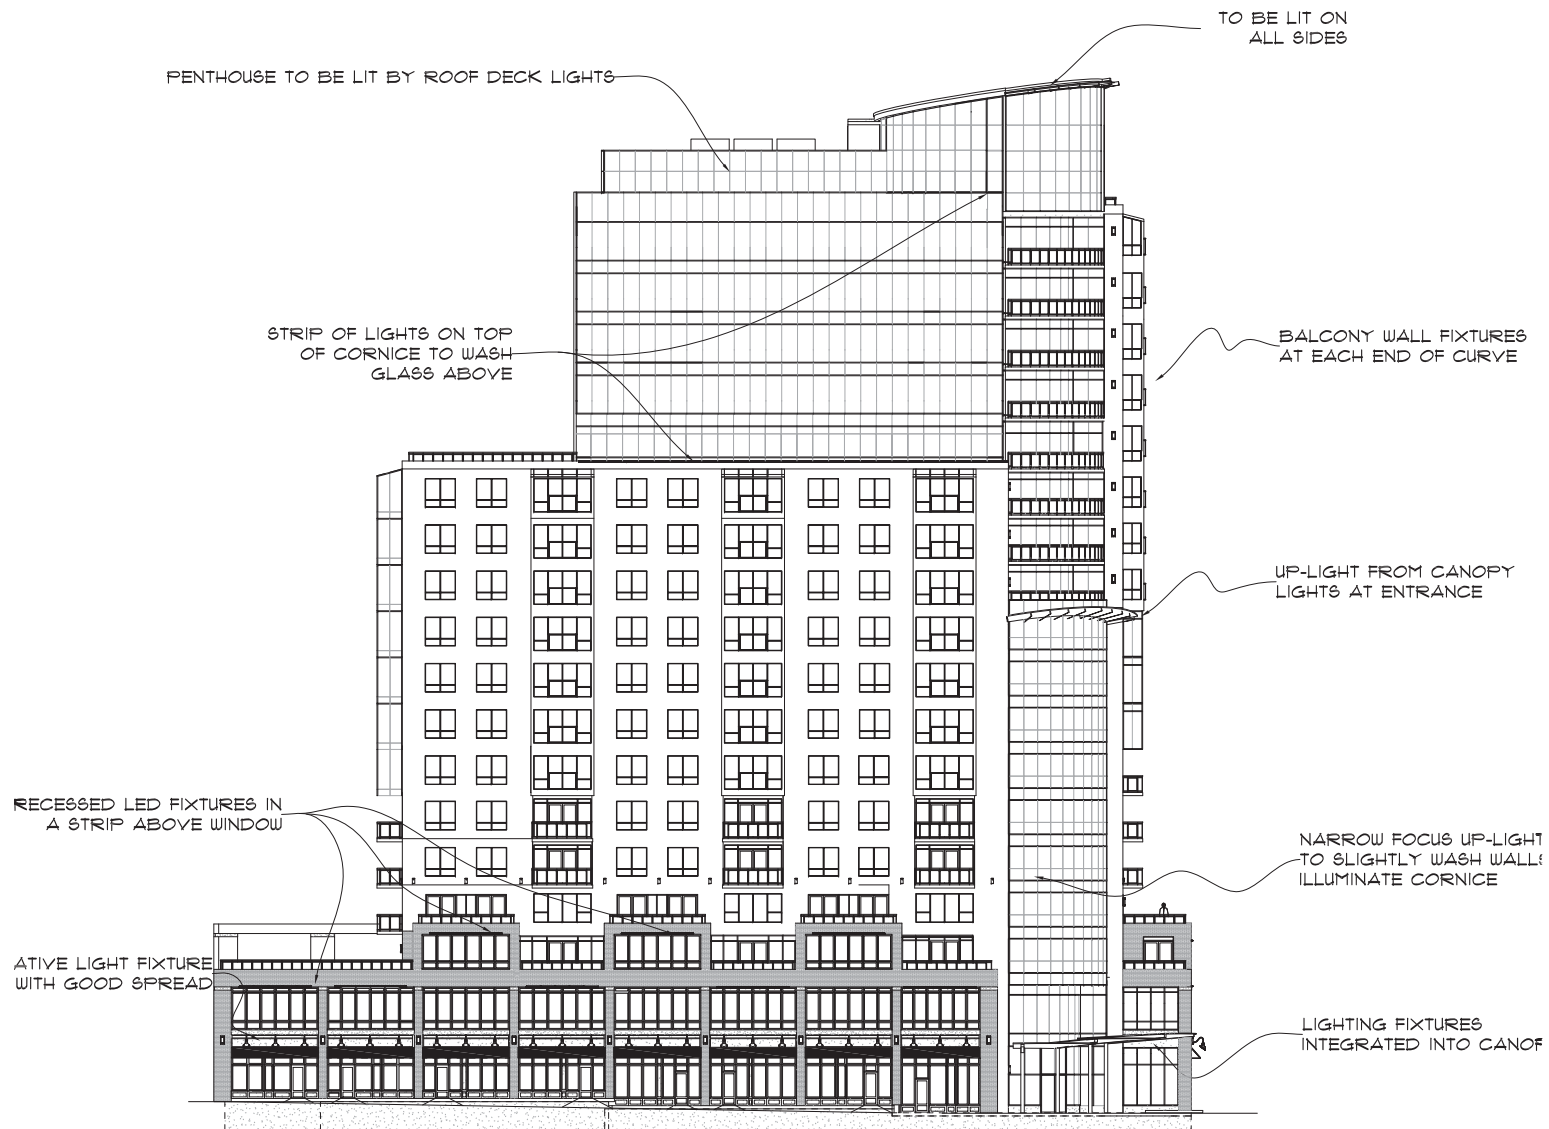 TO BE LIT ON
ALL SIDES
PENTHOUSE TO BE LIT BY ROOF DECK LIGHTS
STRIP OF LIGHTS ON TOP
OF CORNICE TO WASH
GLASS ABOVE
BALCONY WALL FIXTURES
AT EACH END OF CURVE
UP-LIGHT FROM CANOPY
LIGHTS AT ENTRANCE
RECESSED LED FIXTURES IN
A STRIP ABOVE WINDOW
NARROW FOCUS UP-LIGHT
TO SLIGHTLY WASH WALLS
ILLUMINATE CORNICE
ATIVE LIGHT FIXTURE
WITH GOOD SPREAD
LIGHTING FIXTURES
INTEGRATED INTO CANOP